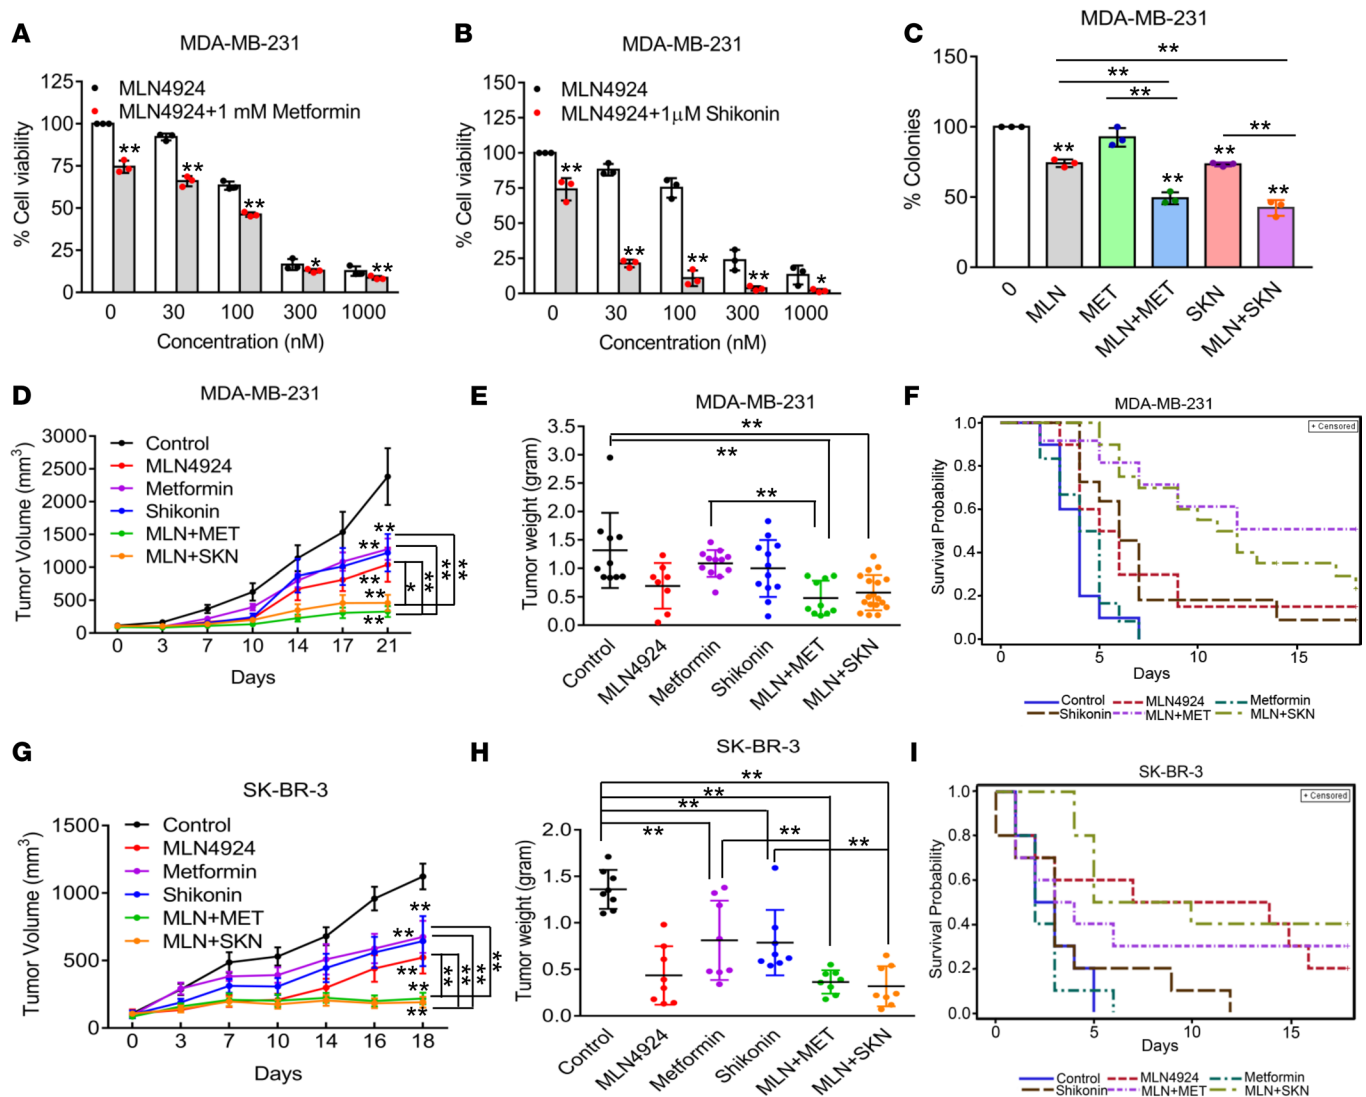 A
MDA-MB-231
125
100
75
50
25
0
% Cell viability
MLN4924
MLN4924+1 mM Metformin
** ** ** * **
0 30 100 300 1000
Concentration (nM)
B
MDA-MB-231
150
125
100
75
50
25
0
% Cell viability
MLN4924
MLN4924+1µM Shikonin
** ** ** ** *
0 30 100 300 1000
Concentration (nM)
C
MDA-MB-231
150
100
50
0
% Colonies
**
**
**
**
** ** ** **
0 MLN MET MLN+MET SKN MLN+SKN
D
MDA-MB-231
3000
2500
2000
1500
1000
500
0
Tumor Volume (mm3)
Control
MLN4924
Metformin
Shikonin
MLN+MET
MLN+SKN
**
**
**
**
**
* ** ** **
0 3 7 10 14 17 21
Days
E
MDA-MB-231
3.5
3.0
2.5
2.0
1.5
1.0
0.5
0.0
Tumor weight (gram)
**
**
**
Control MLN4924 Metformin Shikonin MLN+MET MLN+SKN
F
MDA-MB-231
+ Censored
1.0
0.8
0.6
0.4
0.2
0.0
Survival Probability
0 5 10 15
Days
Control MLN4924 Metformin
Shikonin MLN+MET MLN+SKN
G
SK-BR-3
1500
1000
500
0
Tumor Volume (mm3)
Control
MLN4924
Metformin
Shikonin
MLN+MET
MLN+SKN
**
**
**
**
**
** ** ** **
0 3 7 10 14 16 18
Days
H
SK-BR-3
2.0
1.5
1.0
0.5
0.0
Tumor weight (gram)
**
**
**
** **
**
Control MLN4924 Metformin Shikonin MLN+MET MLN+SKN
I
SK-BR-3
+ Censored
1.0
0.8
0.6
0.4
0.2
0.0
Survival Probability
0 5 10 15
Days
Control MLN4924 Metformin
Shikonin MLN+MET MLN+SKN